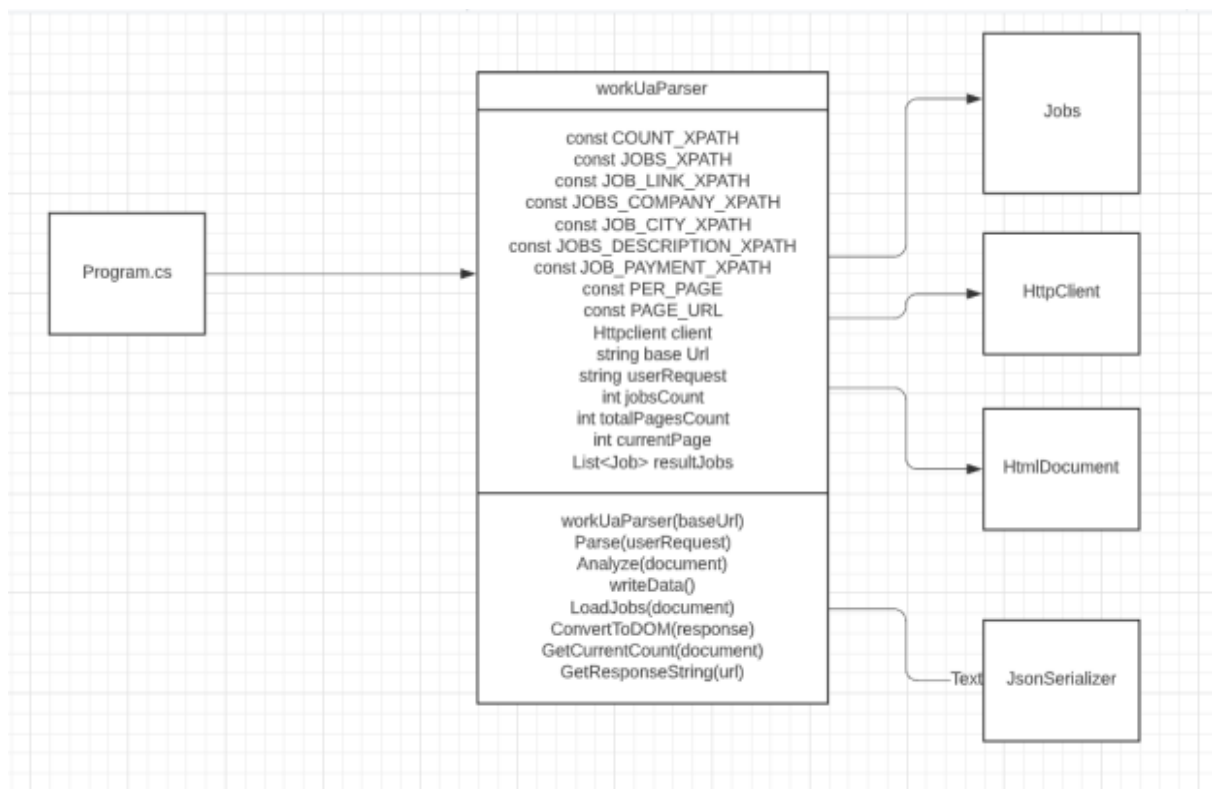 Program.cs
workUaParser
const COUNT_XPATH
const JOBS_XPATH
const JOB_LINK_XPATH
const JOBS_COMPANY_XPATH
const JOB_CITY_XPATH
const JOBS_DESCRIPTION_XPATH
const JOB_PAYMENT_XPATH
const PER_PAGE
const PAGE_URL
Httpclient client
string base Url
string userRequest
int jobsCount
int totalPagesCount
int currentPage
List<Job> resultJobs
workUaParser(baseUrl)
Parse(userRequest)
Analyze(document)
writeData()
LoadJobs(document)
ConvertToDOM(response)
GetCurrentCount(document)
GetResponseString(url)
Jobs
HttpClient
HtmlDocument
Text
JsonSerializer